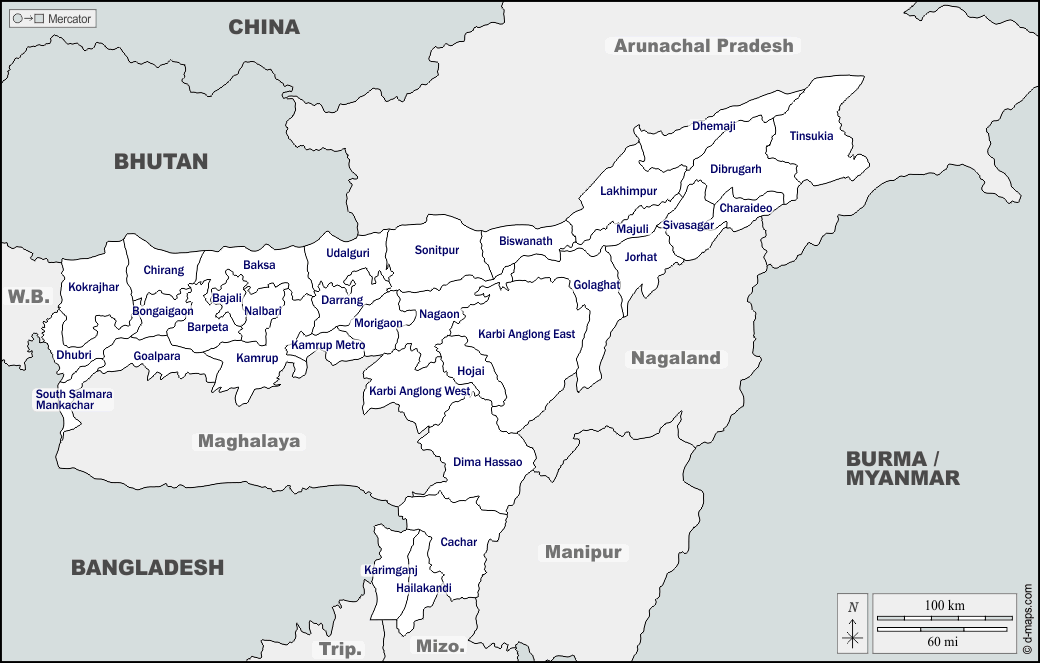 Mercator
CHINA
Arunachal Pradesh
Dhemaji
Tinsukia
BHUTAN
Dibrugarh
Lakhimpur
Charaideo
Majuli
Sivasagar
Biswanath
Sonitpur
Udalguri
Jorhat
Baksa
Chirang
Kokrajhar
Golaghat
W.B.
Bajali
Darrang
Bongaigaon
Nalbari
Nagaon
Morigaon
Barpeta
Karbi Anglong East
Kamrup Metro
Dhubri
Goalpara
Kamrup
Nagaland
Hojai
Karbi Anglong West
South Salmara
Mankachar
Maghalaya
Dima Hassao
BURMA /
MYANMAR
Cachar
Manipur
BANGLADESH
Karimganj
Hailakandi
Trip.
Mizo.
N
100 km
60 mi
© d-maps.com